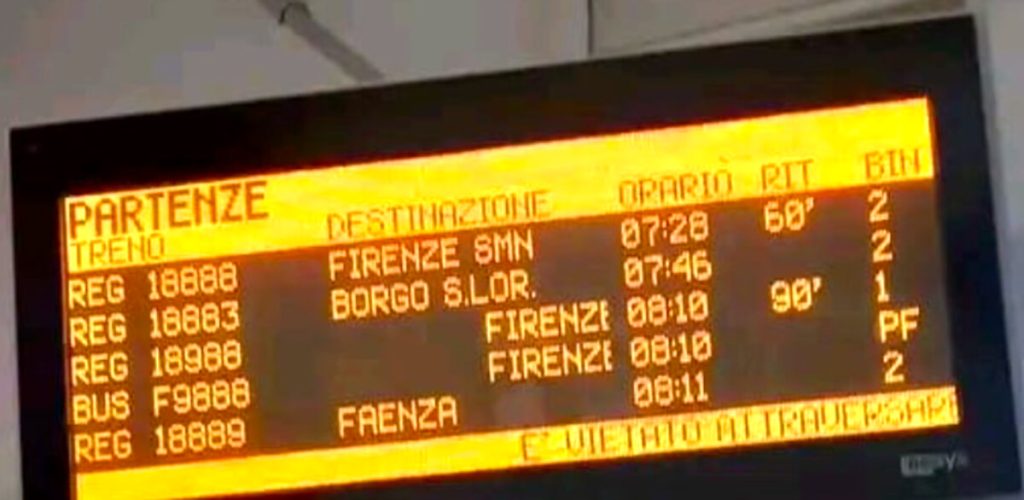 PARTENZE
TRENO DESTINAZIONE ORARIO RIT BIN
REG 18888 FIRENZE SMN 07:28 60' 2
REG 18883 BORGO S.LOR. 07:46 2
REG 18988 FIRENZE 08:10 90' 1
BUS F9888 FIRENZE 08:10 PF
REG 18889 FAENZA 08:11 2
E' VIETATO ATTRAVERSARE